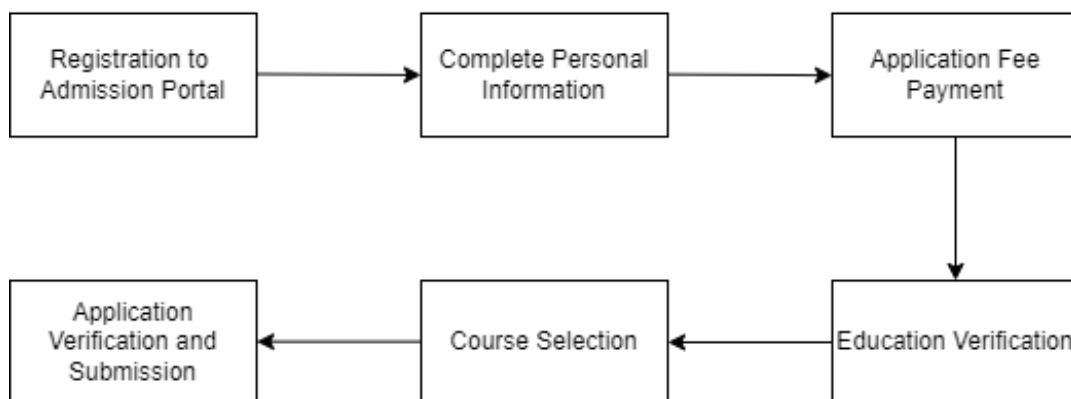 Registration to
Admission Portal
Complete Personal
Information
Application Fee
Payment
Education Verification
Course Selection
Application
Verification and
Submission